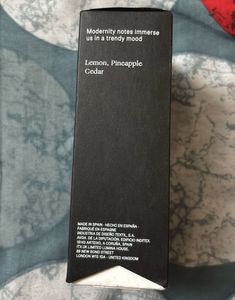 Modernity notes immerse
us in a trendy mood
Lemon, Pineapple
Cedar
MADE IN SPAIN · HECHO EN ESPAÑA ·
FABRIQUÉ EN ESPAGNE
INDUSTRIA DE DISEÑO TEXTIL, S.A.
AVDA. DE LA DIPUTACIÓN, EDIFICIO INDITEX
15143 ARTEIXO, A CORUÑA, SPAIN
ITX UK LIMITED LUMINA HOUSE,
89 NEW BOND STREET
LONDON W1S 1DA - UNITED KINGDOM